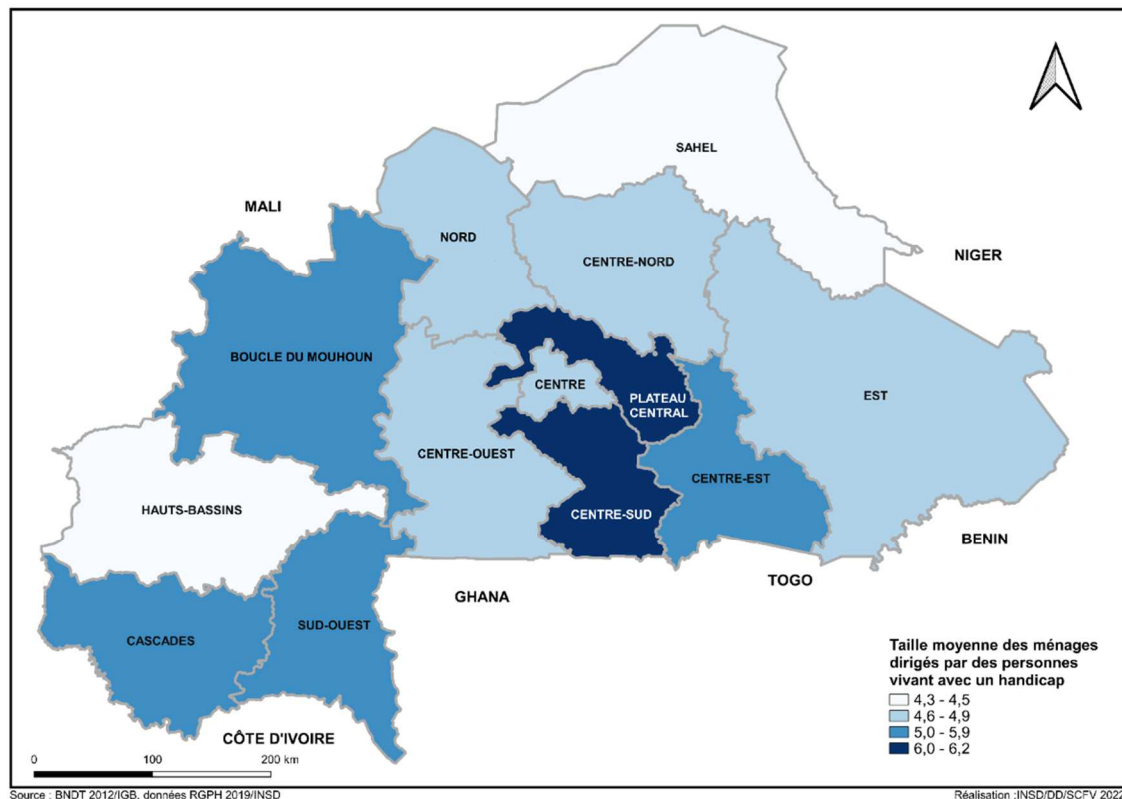 SAHEL
MALI
NORD
NIGER
CENTRE-NORD
BOUCLE DU MOUHOUN
CENTRE
EST
PLATEAU
CENTRAL
CENTRE-OUEST
CENTRE-EST
HAUTS-BASSINS
CENTRE-SUD
BENIN
TOGO
GHANA
SUD-OUEST
CASCADES
Taille moyenne des ménages
dirigés par des personnes
vivant avec un handicap
4,3 - 4,5
4,6 - 4,9
5,0 - 5,9
6,0 - 6,2
CÔTE D'IVOIRE
0 100 200 km
Source : BNDT 2012/IGB, données RGPH 2019/INSD
Réalisation :INSD/DD/SCFV 2022